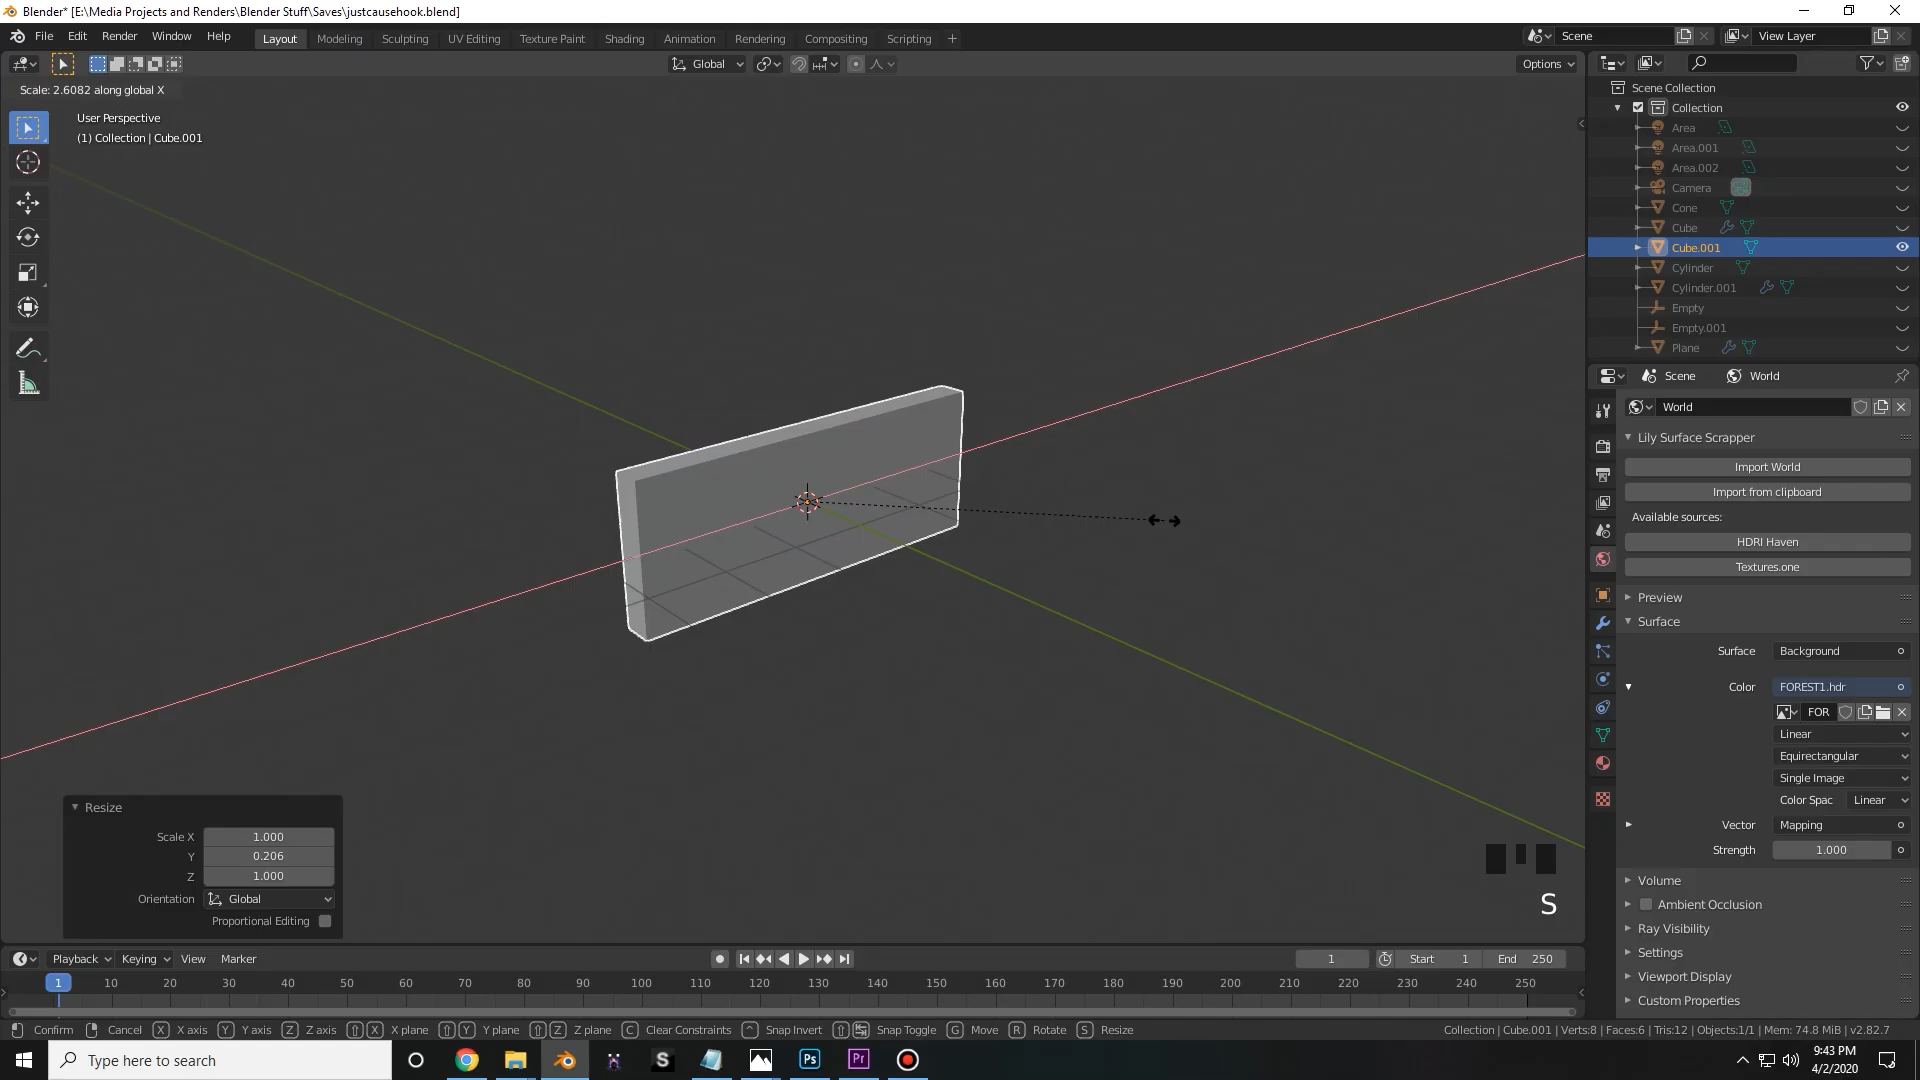 Blender* [E:\Media Projects and Renders\Blender Stuff\Saves\justcausehook.blend]
File Edit Render Window Help
Layout Modeling Sculpting UV Editing Texture Paint Shading Animation Rendering Compositing Scripting +
Scene
View Layer
Global
Options
Scale: 2.6082 along global X
User Perspective
(1) Collection | Cube.001
Scene Collection
Collection
Area
Area.001
Area.002
Camera
Cone
Cube
Cube.001
Cylinder
Cylinder.001
Empty
Empty.001
Plane
Scene World
World
Lily Surface Scrapper
Import World
Import from clipboard
Available sources:
HDRI Haven
Textures.one
Preview
Surface
Surface Background
Color FOREST1.hdr
FOR
Linear
Equirectangular
Single Image
Color Spac Linear
Vector Mapping
Strength 1.000
Volume
Ambient Occlusion
Ray Visibility
Settings
Viewport Display
Custom Properties
Resize
Scale X 1.000
Y 0.206
Z 1.000
Orientation Global
Proportional Editing
S
Playback Keying View Marker
1 Start 1 End 250
1 10 20 30 40 50 60 70 80 90 100 110 120 130 140 150 160 170 180 190 200 210 220 230 240 250
Confirm Cancel X X axis Y Y axis Z Z axis X X plane Y Y plane Z Z plane C Clear Constraints ^ Snap Invert Snap Toggle G Move R Rotate S Resize
Collection | Cube.001 | Verts:8 | Faces:6 | Tris:12 | Objects:1/1 | Mem: 74.8 MiB | v2.82.7
Type here to search
S
Ps
Pr
9:43 PM
4/2/2020